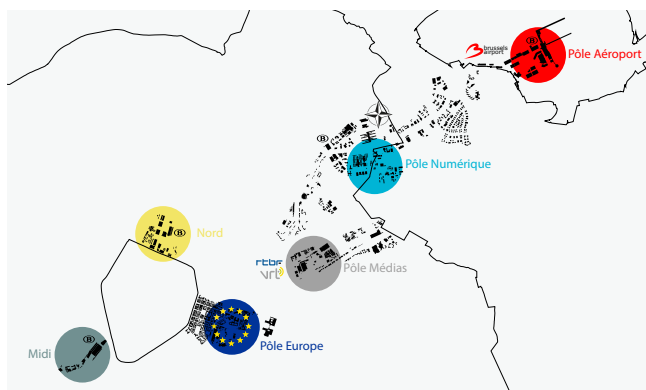 B
brussels
airport
Pôle Aéroport
B
Pôle Numérique
Nord
B
rtbf
vrt
Pôle Médias
B
Midi
Pôle Europe